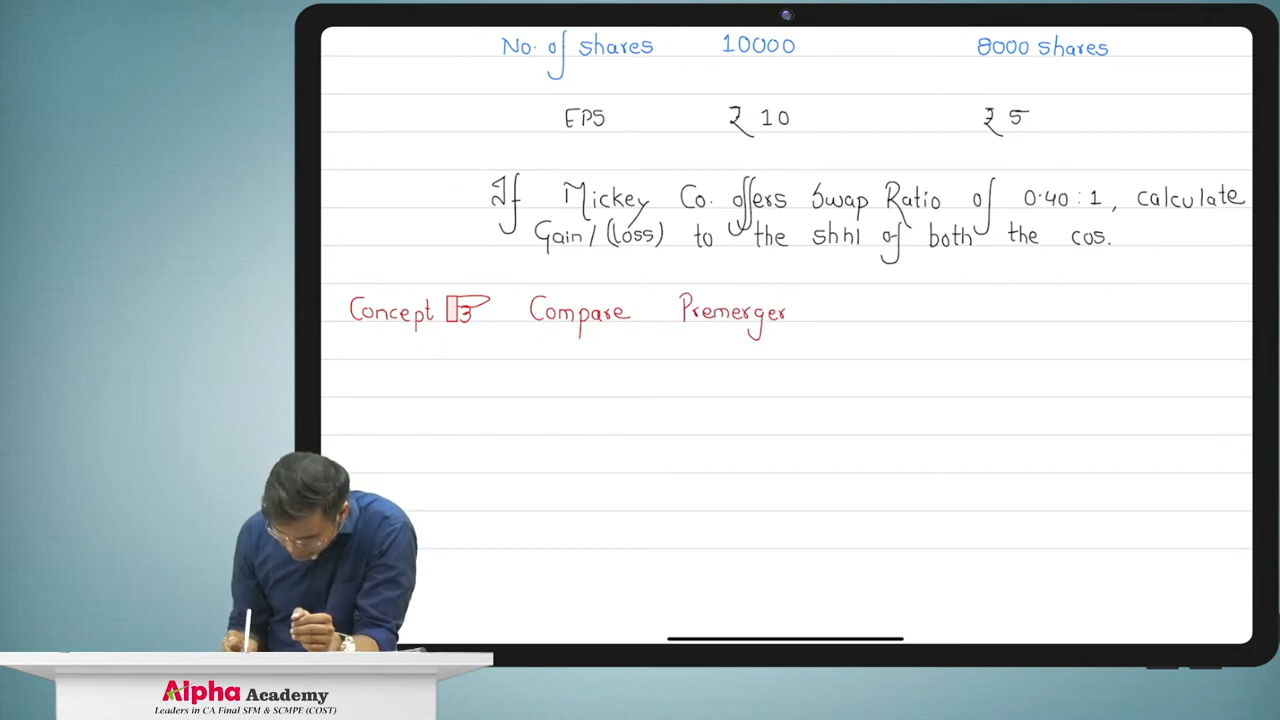 No. of shares 10000 8000 shares
EPS ₹ 10 ₹ 5
If Mickey Co. offers Swap Ratio of 0.40 : 1, calculate
Gain / (loss) to the shhl of both the cos.
Concept ☞ Compare Premerger
Alpha Academy
Leaders in CA Final SFM & SCMPE (COST)